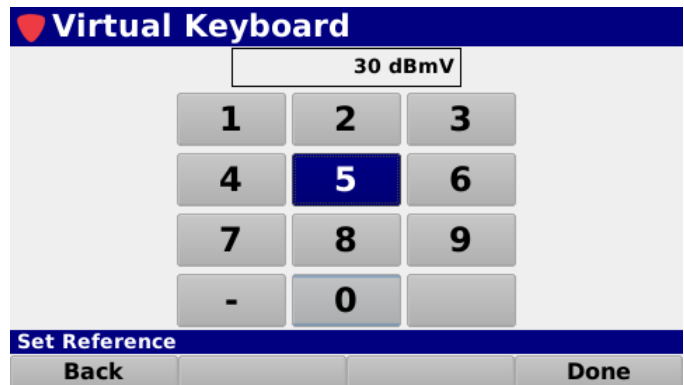 Virtual Keyboard
30 dBmV
1 2 3
4 5 6
7 8 9
- 0
Set Reference
Back Done